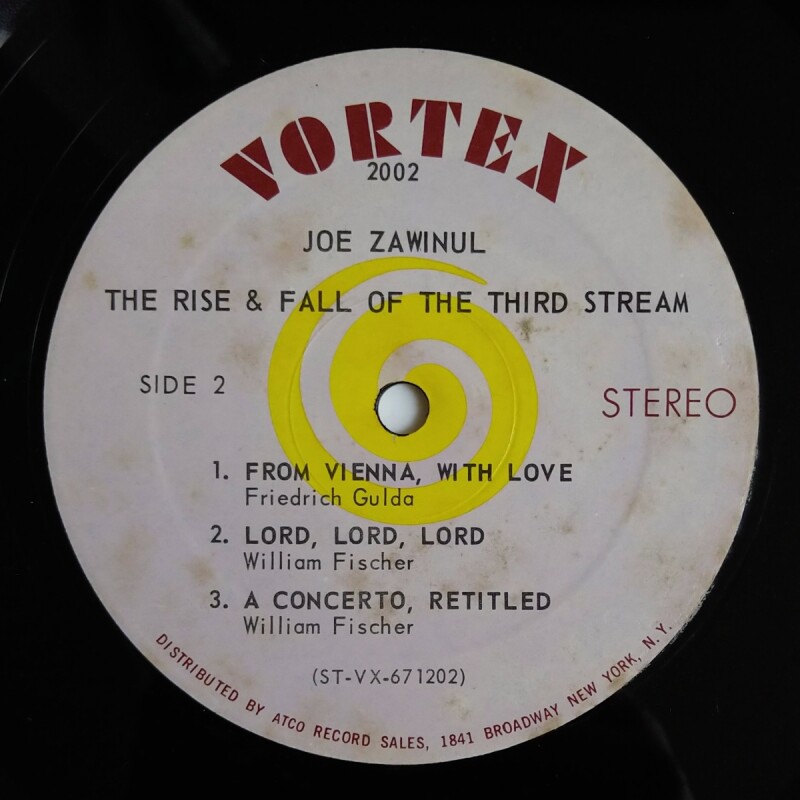 VORTEX
2002
JOE ZAWINUL
THE RISE & FALL OF THE THIRD STREAM
SIDE 2
STEREO
1. FROM VIENNA, WITH LOVE
Friedrich Gulda
2. LORD, LORD, LORD
William Fischer
3. A CONCERTO, RETITLED
William Fischer
(ST-VX-671202)
DISTRIBUTED BY ATCO RECORD SALES, 1841 BROADWAY NEW YORK, N.Y.